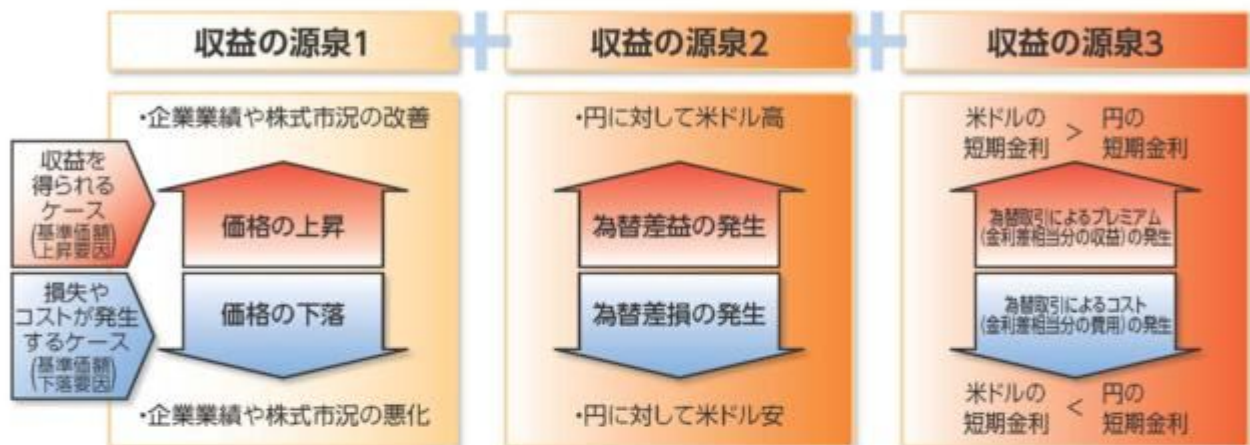 収益の源泉1
+
収益の源泉2
+
収益の源泉3
収益を
得られる
ケース
(基準価額
上昇要因)
損失や
コストが発生
するケース
(基準価額
下落要因)
・企業業績や株式市況の改善
価格の上昇
価格の下落
・企業業績や株式市況の悪化
・円に対して米ドル高
為替差益の発生
為替差損の発生
・円に対して米ドル安
米ドルの 円の
短期金利 > 短期金利
為替取引によるプレミアム
(金利差相当分の収益)の発生
為替取引によるコスト
(金利差相当分の費用)の発生
米ドルの 円の
短期金利 < 短期金利